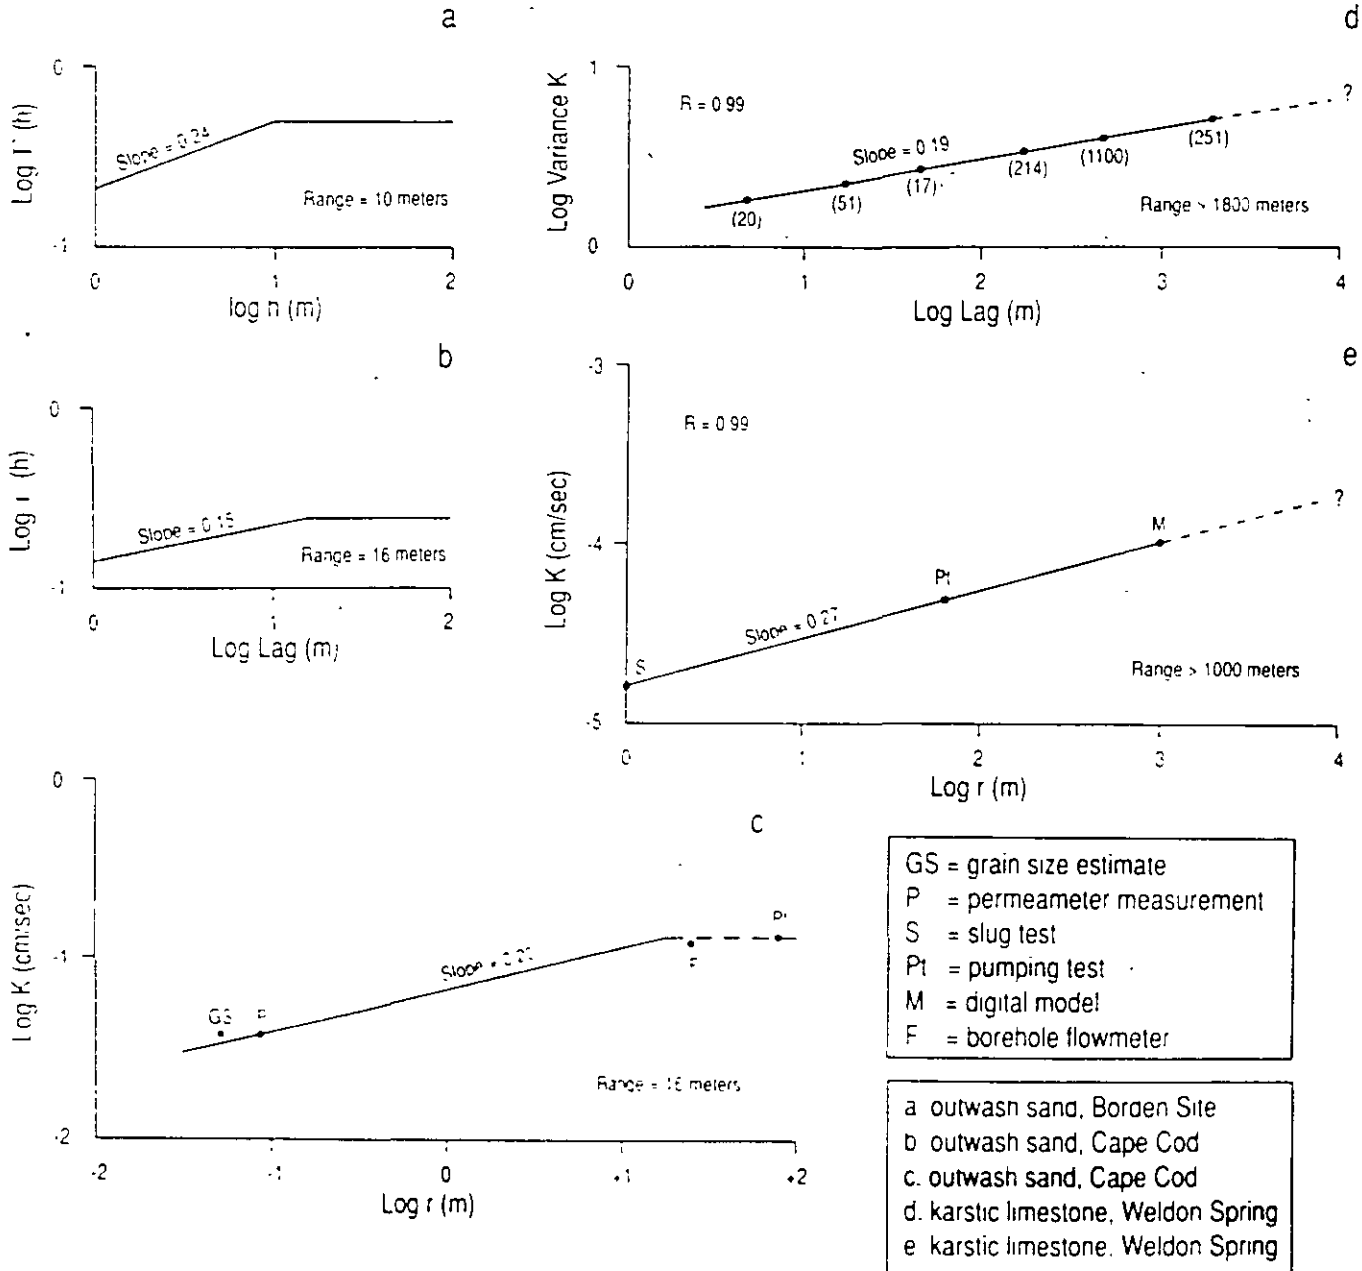 a
0
-1
Log Γ (h)
Slope = 0.24
Range = 10 meters
0
1
2
log h (m)
b
0
-1
(h)
Slope = 0.15
Range = 16 meters
0
1
2
Log Lag (m)
c
0
-1
-2
Log K (cm/sec)
GS
P
Slope =
F
Pt
Range = 16 meters
-2
-1
0
+1
+2
Log r (m)
d
1
0
Log Variance K
R = 0.99
Slope = 0.19
(20)
(51)
(17)
(214)
(1100)
(251)
?
Range > 1800 meters
0
1
2
3
4
Log Lag (m)
e
-3
-4
-5
Log K (cm/sec)
R = 0.99
S
Slope = 0.27
Pt
M
?
Range > 1000 meters
0
1
2
3
4
Log r (m)
GS = grain size estimate
P = permeameter measurement
S = slug test
Pt = pumping test
M = digital model
F = borehole flowmeter
a outwash sand, Borden Site
b outwash sand, Cape Cod
c. outwash sand, Cape Cod
d. karstic limestone, Weldon Spring
e karstic limestone. Weldon Spring